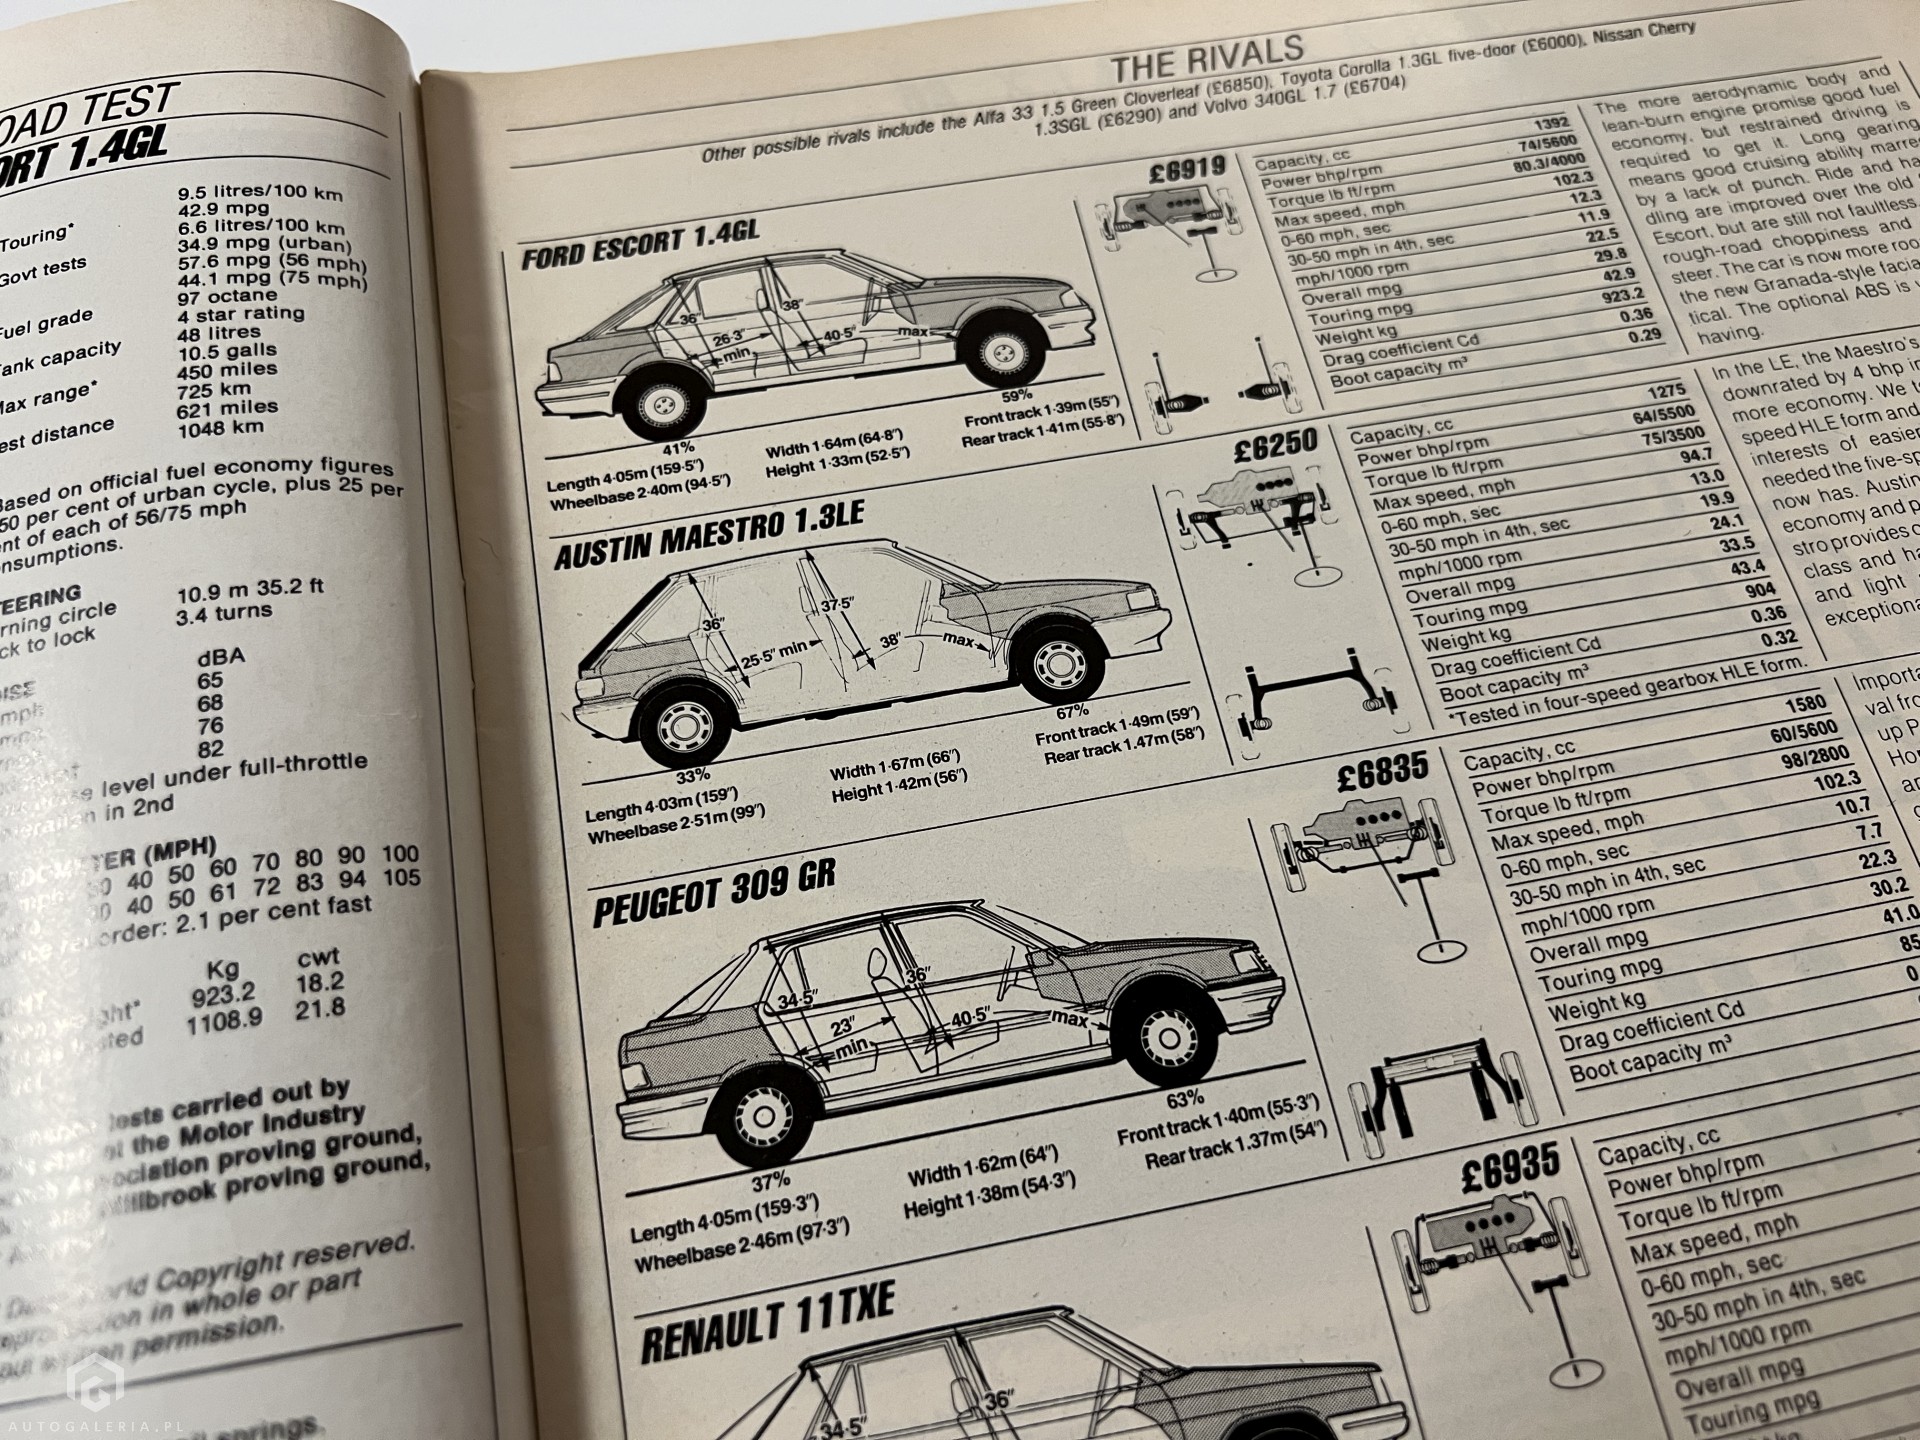 OAD TEST
ORT 1.4GL
9.5 litres/100 km
42.9 mpg
Touring*
6.6 litres/100 km
34.9 mpg (urban)
Govt tests
57.6 mpg (56 mph)
44.1 mpg (75 mph)
97 octane
Fuel grade
4 star rating
48 litres
Tank capacity
10.5 galls
450 miles
Max range*
725 km
621 miles
est distance
1048 km
Based on official fuel economy figures
50 per cent of urban cycle, plus 25 per
nt of each of 56/75 mph
nsumptions.
TEERING
rning circle 10.9 m 35.2 ft
ck to lock 3.4 turns
dBA
65
68
76
82
level under full-throttle
in 2nd
TER (MPH)
40 50 60 70 80 90 100
40 50 61 72 83 94 105
order: 2.1 per cent fast
Kg cwt
ght* 923.2 18.2
sted 1108.9 21.8
tests carried out by
the Motor Industry
ociation proving ground,
illbrook proving ground,
orld Copyright reserved.
ion in whole or part
permission.
springs.
AUTOGALERIA.PL
THE RIVALS
Other possible rivals include the Alfa 33 1.5 Green Cloverleaf (£6850), Toyota Corolla 1.3GL five-door (£6000), Nissan Cherry
1.3SGL (£6290) and Volvo 340GL 1.7 (£6704)
FORD ESCORT 1.4GL
£6919
36"
38"
26·3"
min
40·5"
max
41%
59%
Length 4·05m (159·5")
Wheelbase 2·40m (94·5")
Width 1·64m (64·8")
Height 1·33m (52·5")
Front track 1·39m (55")
Rear track 1·41m (55·8")
Capacity, cc 1392
Power bhp/rpm 74/5600
Torque lb ft/rpm 80.3/4000
Max speed, mph 102.3
0-60 mph, sec 12.3
30-50 mph in 4th, sec 11.9
mph/1000 rpm 22.5
Overall mpg 29.8
Touring mpg 42.9
Weight kg 923.2
Drag coefficient Cd 0.36
Boot capacity m³ 0.29
The more aerodynamic body and
lean-burn engine promise good fuel
economy, but restrained driving is
required to get it. Long gearing
means good cruising ability marre
by a lack of punch. Ride and ha
dling are improved over the old
Escort, but are still not faultless.
rough-road choppiness and
steer. The car is now more roo
the new Granada-style facia
tical. The optional ABS is
having.
AUSTIN MAESTRO 1.3LE
£6250
36"
37·5"
25·5" min
38"
max
33%
67%
Length 4·03m (159")
Wheelbase 2·51m (99")
Width 1·67m (66")
Height 1·42m (56")
Front track 1·49m (59")
Rear track 1.47m (58")
Capacity, cc 1275
Power bhp/rpm 64/5500
Torque lb ft/rpm 75/3500
Max speed, mph 94.7
0-60 mph, sec 13.0
30-50 mph in 4th, sec 19.9
mph/1000 rpm 24.1
Overall mpg 33.5
Touring mpg 43.4
Weight kg 904
Drag coefficient Cd 0.36
Boot capacity m³ 0.32
*Tested in four-speed gearbox HLE form.
In the LE, the Maestro's
downrated by 4 bhp in
more economy. We t
speed HLE form and
interests of easier
needed the five-sp
now has. Austin
economy and p
stro provides o
class and ha
and light
exceptiona
PEUGEOT 309 GR
£6835
34·5"
36"
23"
min
40·5"
max
37%
63%
Length 4·05m (159·3")
Wheelbase 2·46m (97·3")
Width 1·62m (64")
Height 1·38m (54·3")
Front track 1·40m (55·3")
Rear track 1.37m (54")
Capacity, cc 1580
Power bhp/rpm 60/5600
Torque lb ft/rpm 98/2800
Max speed, mph 102.3
0-60 mph, sec 10.7
30-50 mph in 4th, sec 7.7
mph/1000 rpm 22.3
Overall mpg 30.2
Touring mpg 41.0
Weight kg 85
Drag coefficient Cd 0
Boot capacity m³
Importa
val fro
up P
Ho
RENAULT 11TXE
£6935
34·5"
36"
Capacity, cc
Power bhp/rpm
Torque lb ft/rpm
Max speed, mph
0-60 mph, sec
30-50 mph in 4th, sec
mph/1000 rpm
Overall mpg
Touring mpg